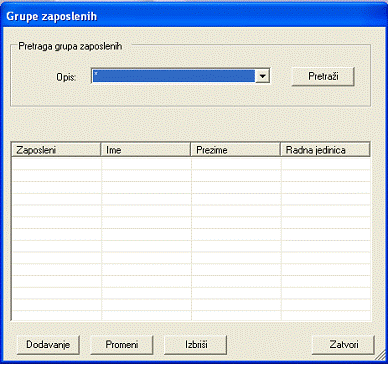 Grupe zaposlenih
Pretraga grupa zaposlenih
Opis: * Pretraži
Zaposleni Ime Prezime Radna jedinica
Dodavanje Promeni Izbriši Zatvori